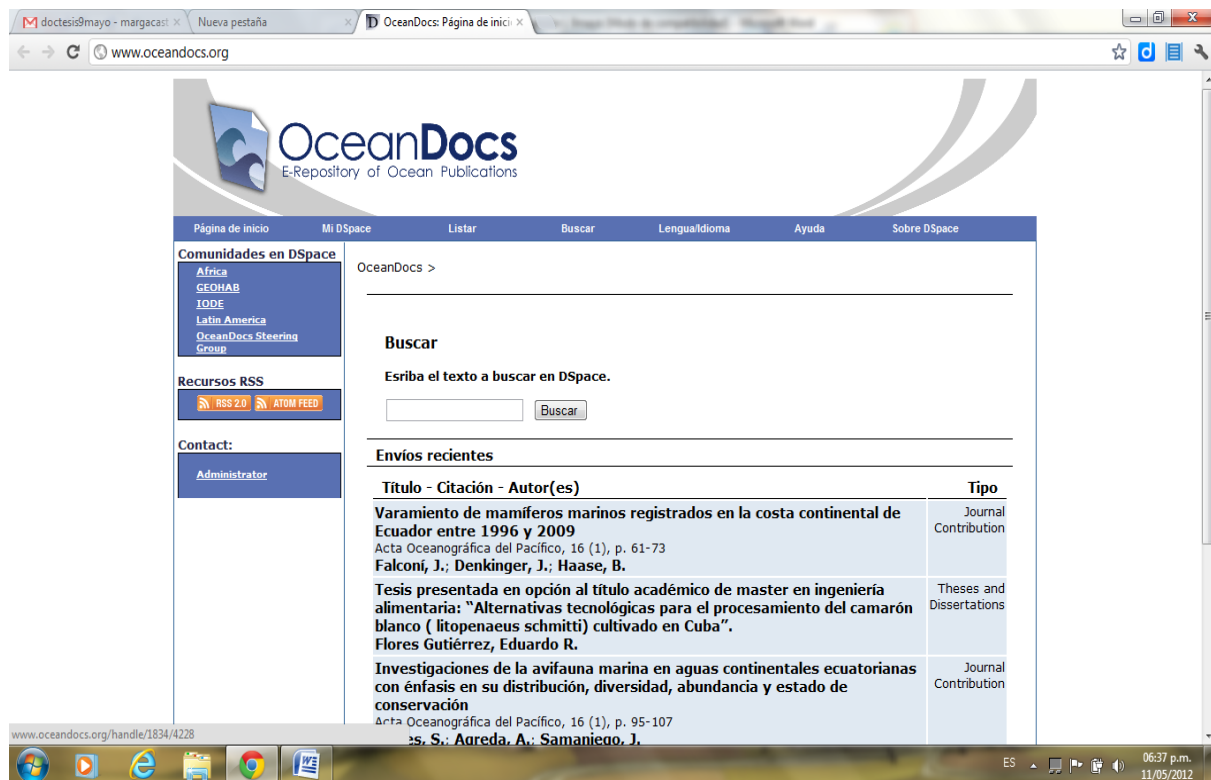 doctesis9mayo - margacast
Nueva pestaña
OceanDocs: Página de inici
www.oceandocs.org
OceanDocs
E-Repository of Ocean Publications
Página de inicio Mi DSpace Listar Buscar Lengua/Idioma Ayuda Sobre DSpace
Comunidades en DSpace
Africa
GEOHAB
IODE
Latin America
OceanDocs Steering
Group
Recursos RSS
RSS 2.0 ATOM FEED
Contact:
Administrator
OceanDocs >
Buscar
Esriba el texto a buscar en DSpace.
Buscar
Envíos recientes
Título - Citación - Autor(es) Tipo
Varamiento de mamíferos marinos registrados en la costa continental de
Ecuador entre 1996 y 2009
Acta Oceanográfica del Pacífico, 16 (1), p. 61-73
Falconí, J.; Denkinger, J.; Haase, B.
Journal
Contribution
Tesis presentada en opción al título académico de master en ingeniería
alimentaria: “Alternativas tecnológicas para el procesamiento del camarón
blanco ( litopenaeus schmitti) cultivado en Cuba”.
Flores Gutiérrez, Eduardo R.
Theses and
Dissertations
Investigaciones de la avifauna marina en aguas continentales ecuatorianas
con énfasis en su distribución, diversidad, abundancia y estado de
conservación
Acta Oceanográfica del Pacífico, 16 (1), p. 95-107
Agreda, A.; Samaniego, J.
Journal
Contribution
www.oceandocs.org/handle/1834/4228
ES
06:37 p.m.
11/05/2012